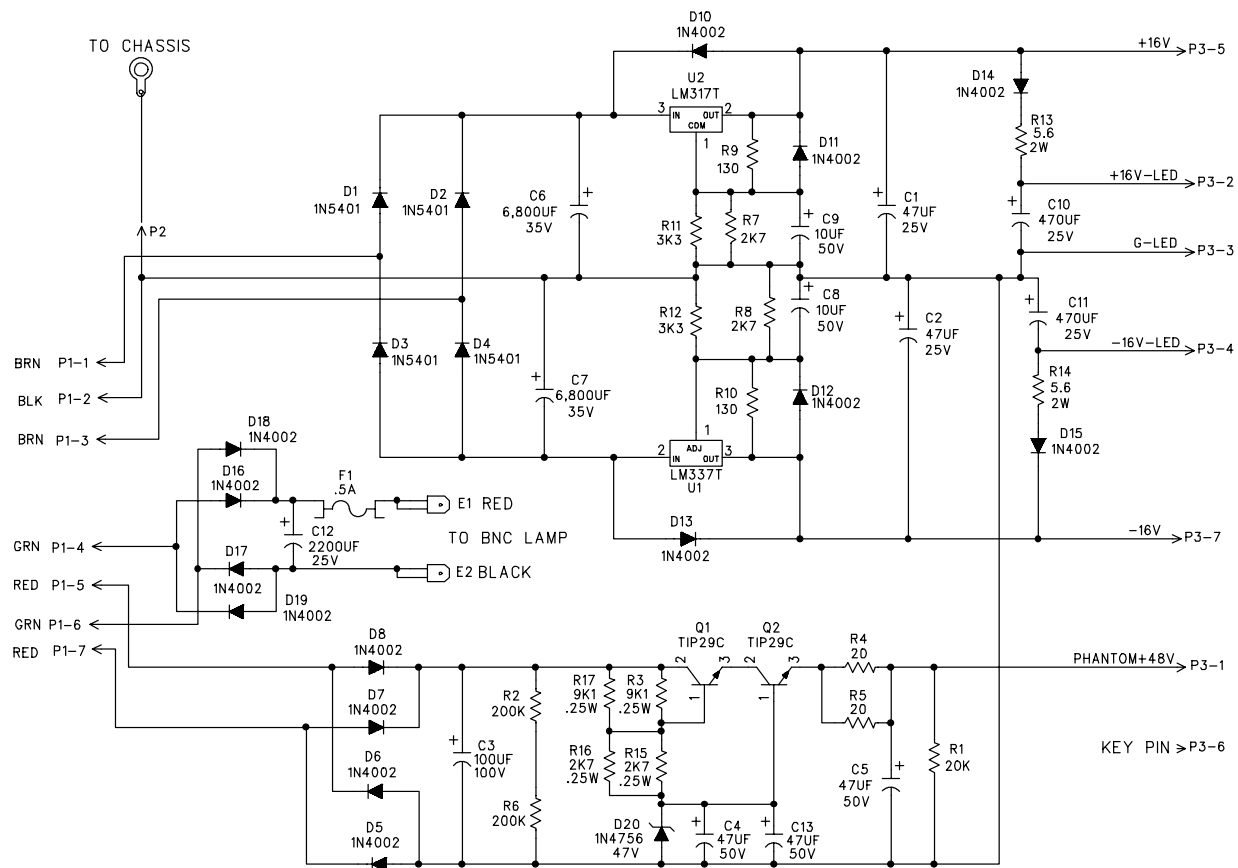 TO CHASSIS
D10
1N4002
+16V
P3-5
U2
LM317T
3
IN
OUT
2
COM
1
D14
1N4002
R13
5.6
2W
R9
130
D11
1N4002
D1
1N5401
D2
1N5401
C6
6,800UF
35V
+
+16V-LED
P3-2
P2
R11
3K3
R7
2K7
+
C9
10UF
50V
+
C1
47UF
25V
+
C10
470UF
25V
G-LED
P3-3
R12
3K3
R8
2K7
+
C8
10UF
50V
+
C2
47UF
25V
+
C11
470UF
25V
BRN P1-1
D3
1N5401
D4
1N5401
-16V-LED
P3-4
BLK P1-2
+
C7
6,800UF
35V
R10
130
D12
1N4002
R14
5.6
2W
BRN P1-3
D18
1N4002
1
ADJ
2
IN
OUT
3
LM337T
U1
D15
1N4002
D16
1N4002
F1
.5A
E1 RED
+
C12
2200UF
25V
TO BNC LAMP
D13
1N4002
-16V
P3-7
GRN P1-4
D17
1N4002
E2 BLACK
RED P1-5
D19
1N4002
GRN P1-6
RED P1-7
D8
1N4002
Q1
TIP29C
Q2
TIP29C
2
3
1
2
3
1
R4
20
PHANTOM+48V
P3-1
D7
1N4002
R2
200K
R17
9K1
.25W
R3
9K1
.25W
R5
20
D6
1N4002
+
C3
100UF
100V
R16
2K7
.25W
R15
2K7
.25W
KEY PIN
P3-6
+
C5
47UF
50V
R1
20K
D5
1N4002
R6
200K
D20
1N4756
47V
+
C4
47UF
50V
+
C13
47UF
50V